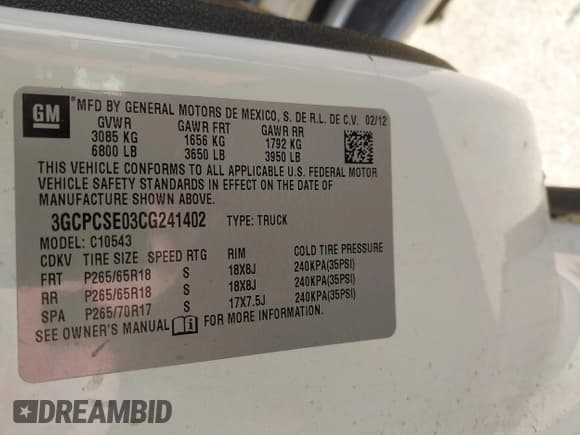 GM
® MFD BY GENERAL MOTORS DE MEXICO, S. DE R.L. DE C.V. 02/12
GVWR GAWR FRT GAWR RR
3085 KG 1656 KG 1792 KG
6800 LB 3650 LB 3950 LB
THIS VEHICLE CONFORMS TO ALL APPLICABLE U.S. FEDERAL MOTOR
VEHICLE SAFETY STANDARDS IN EFFECT ON THE DATE OF
MANUFACTURE SHOWN ABOVE.
3GCPCSE03CG241402 TYPE: TRUCK
MODEL: C10543
CDKV TIRE SIZE SPEED RTG RIM COLD TIRE PRESSURE
FRT P265/65R18 S 18X8J 240KPA(35PSI)
RR P265/65R18 S 18X8J 240KPA(35PSI)
SPA P265/70R17 S 17X7.5J 240KPA(35PSI)
SEE OWNER'S MANUAL FOR MORE INFORMATION.
DREAMBID